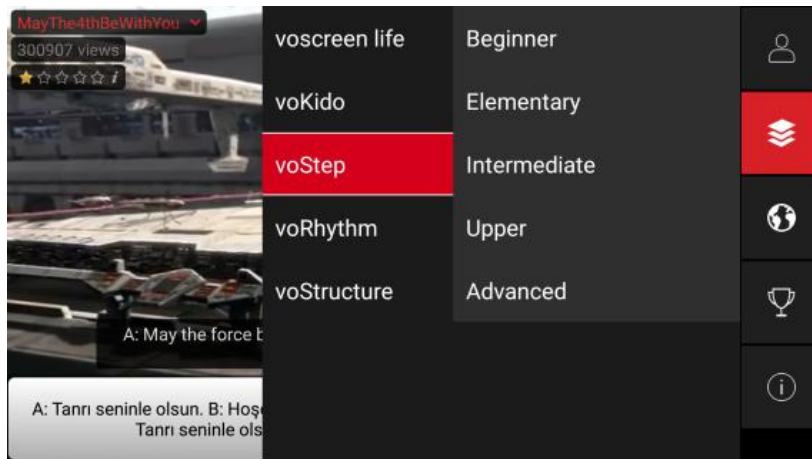 MayThe4thBeWithYou
300907 views
i
A: May the force b
A: Tanrı seninle olsun. B: Hoşç
Tanrı seninle ols
voscreen life
voKido
voStep
voRhythm
voStructure
Beginner
Elementary
Intermediate
Upper
Advanced